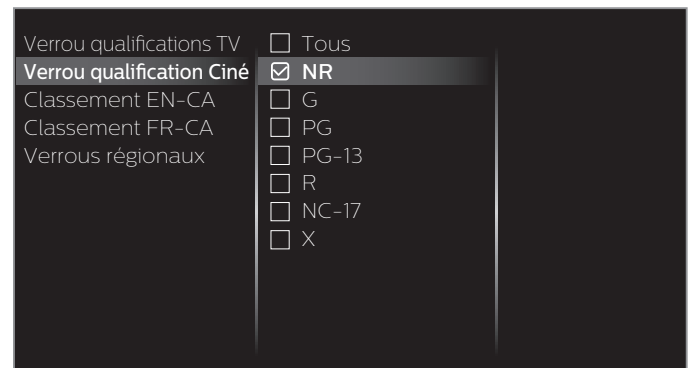 Verrou qualifications TV
Verrou qualification Ciné
Classement EN-CA
Classement FR-CA
Verrous régionaux
Tous
NR
G
PG
PG-13
R
NC-17
X